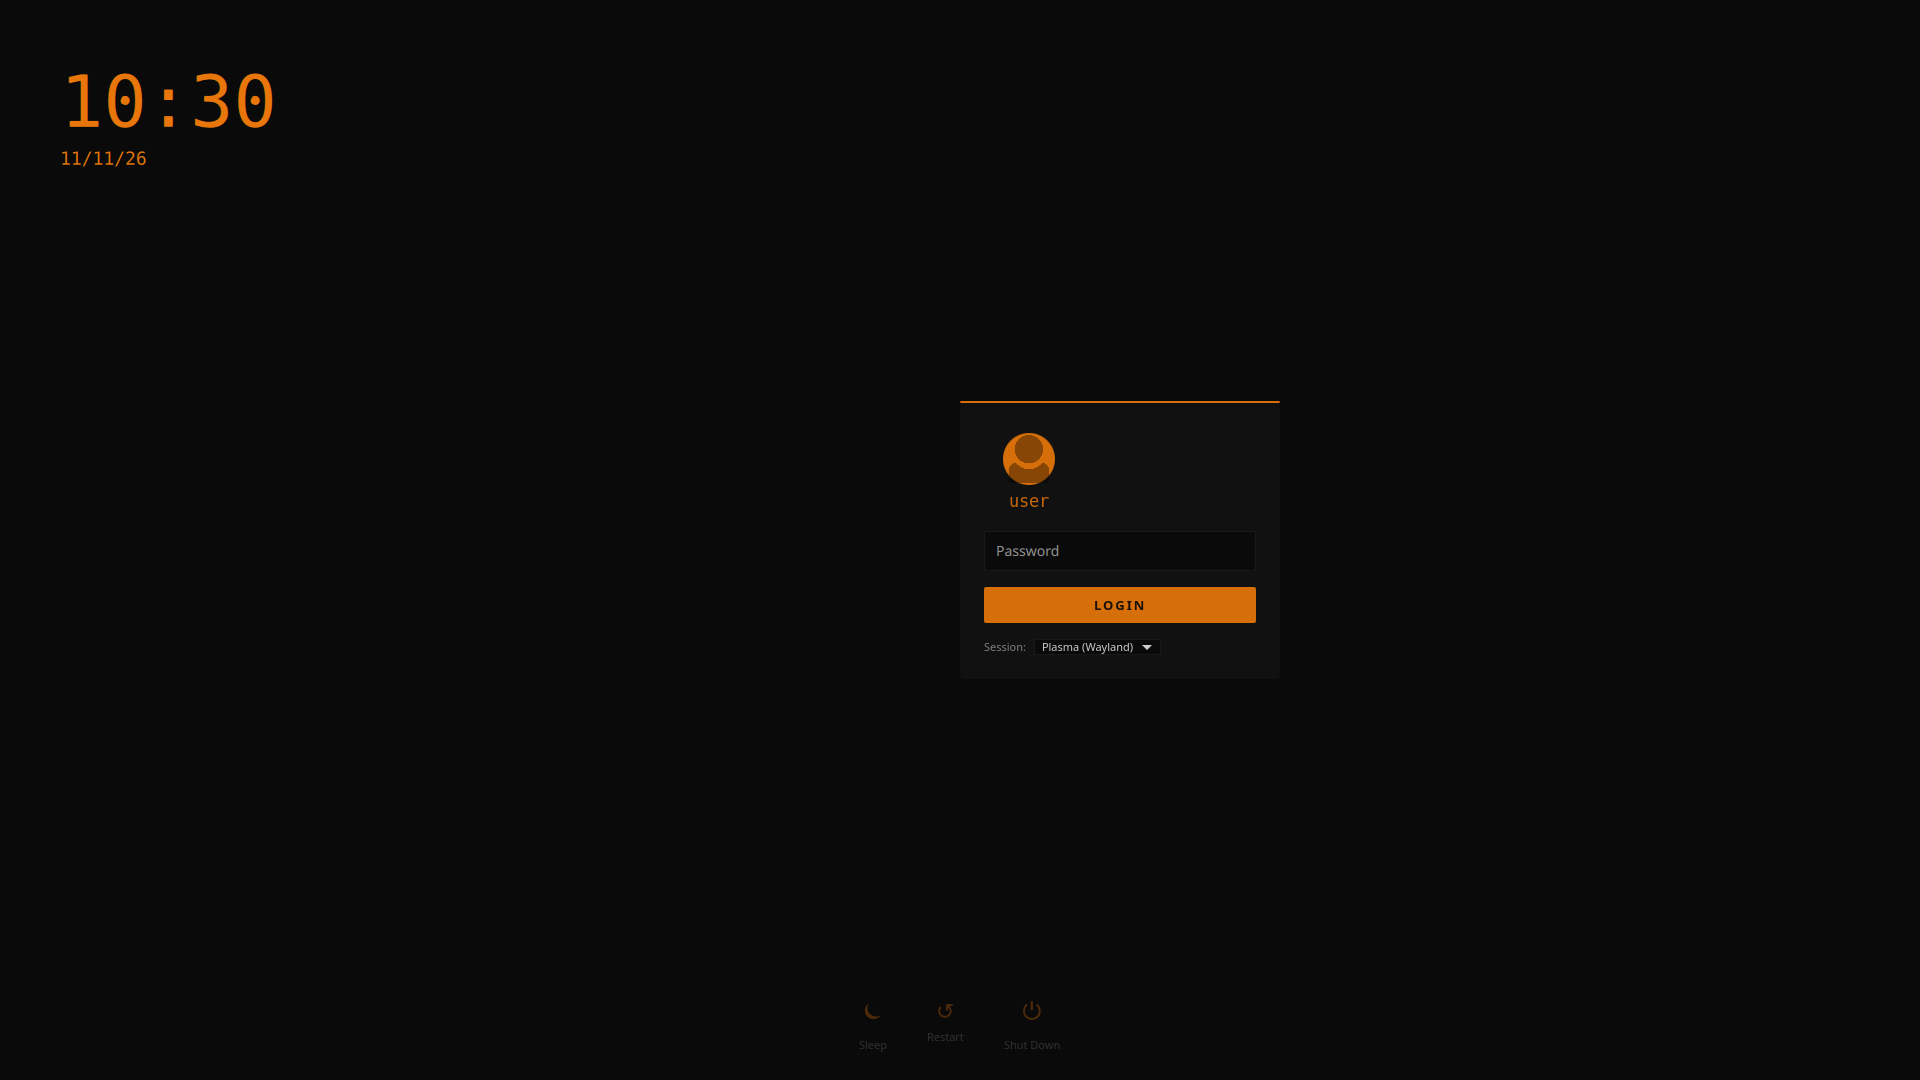 10:30
11/11/26
user
Password
LOGIN
Session: Plasma (Wayland)
Sleep Restart Shut Down